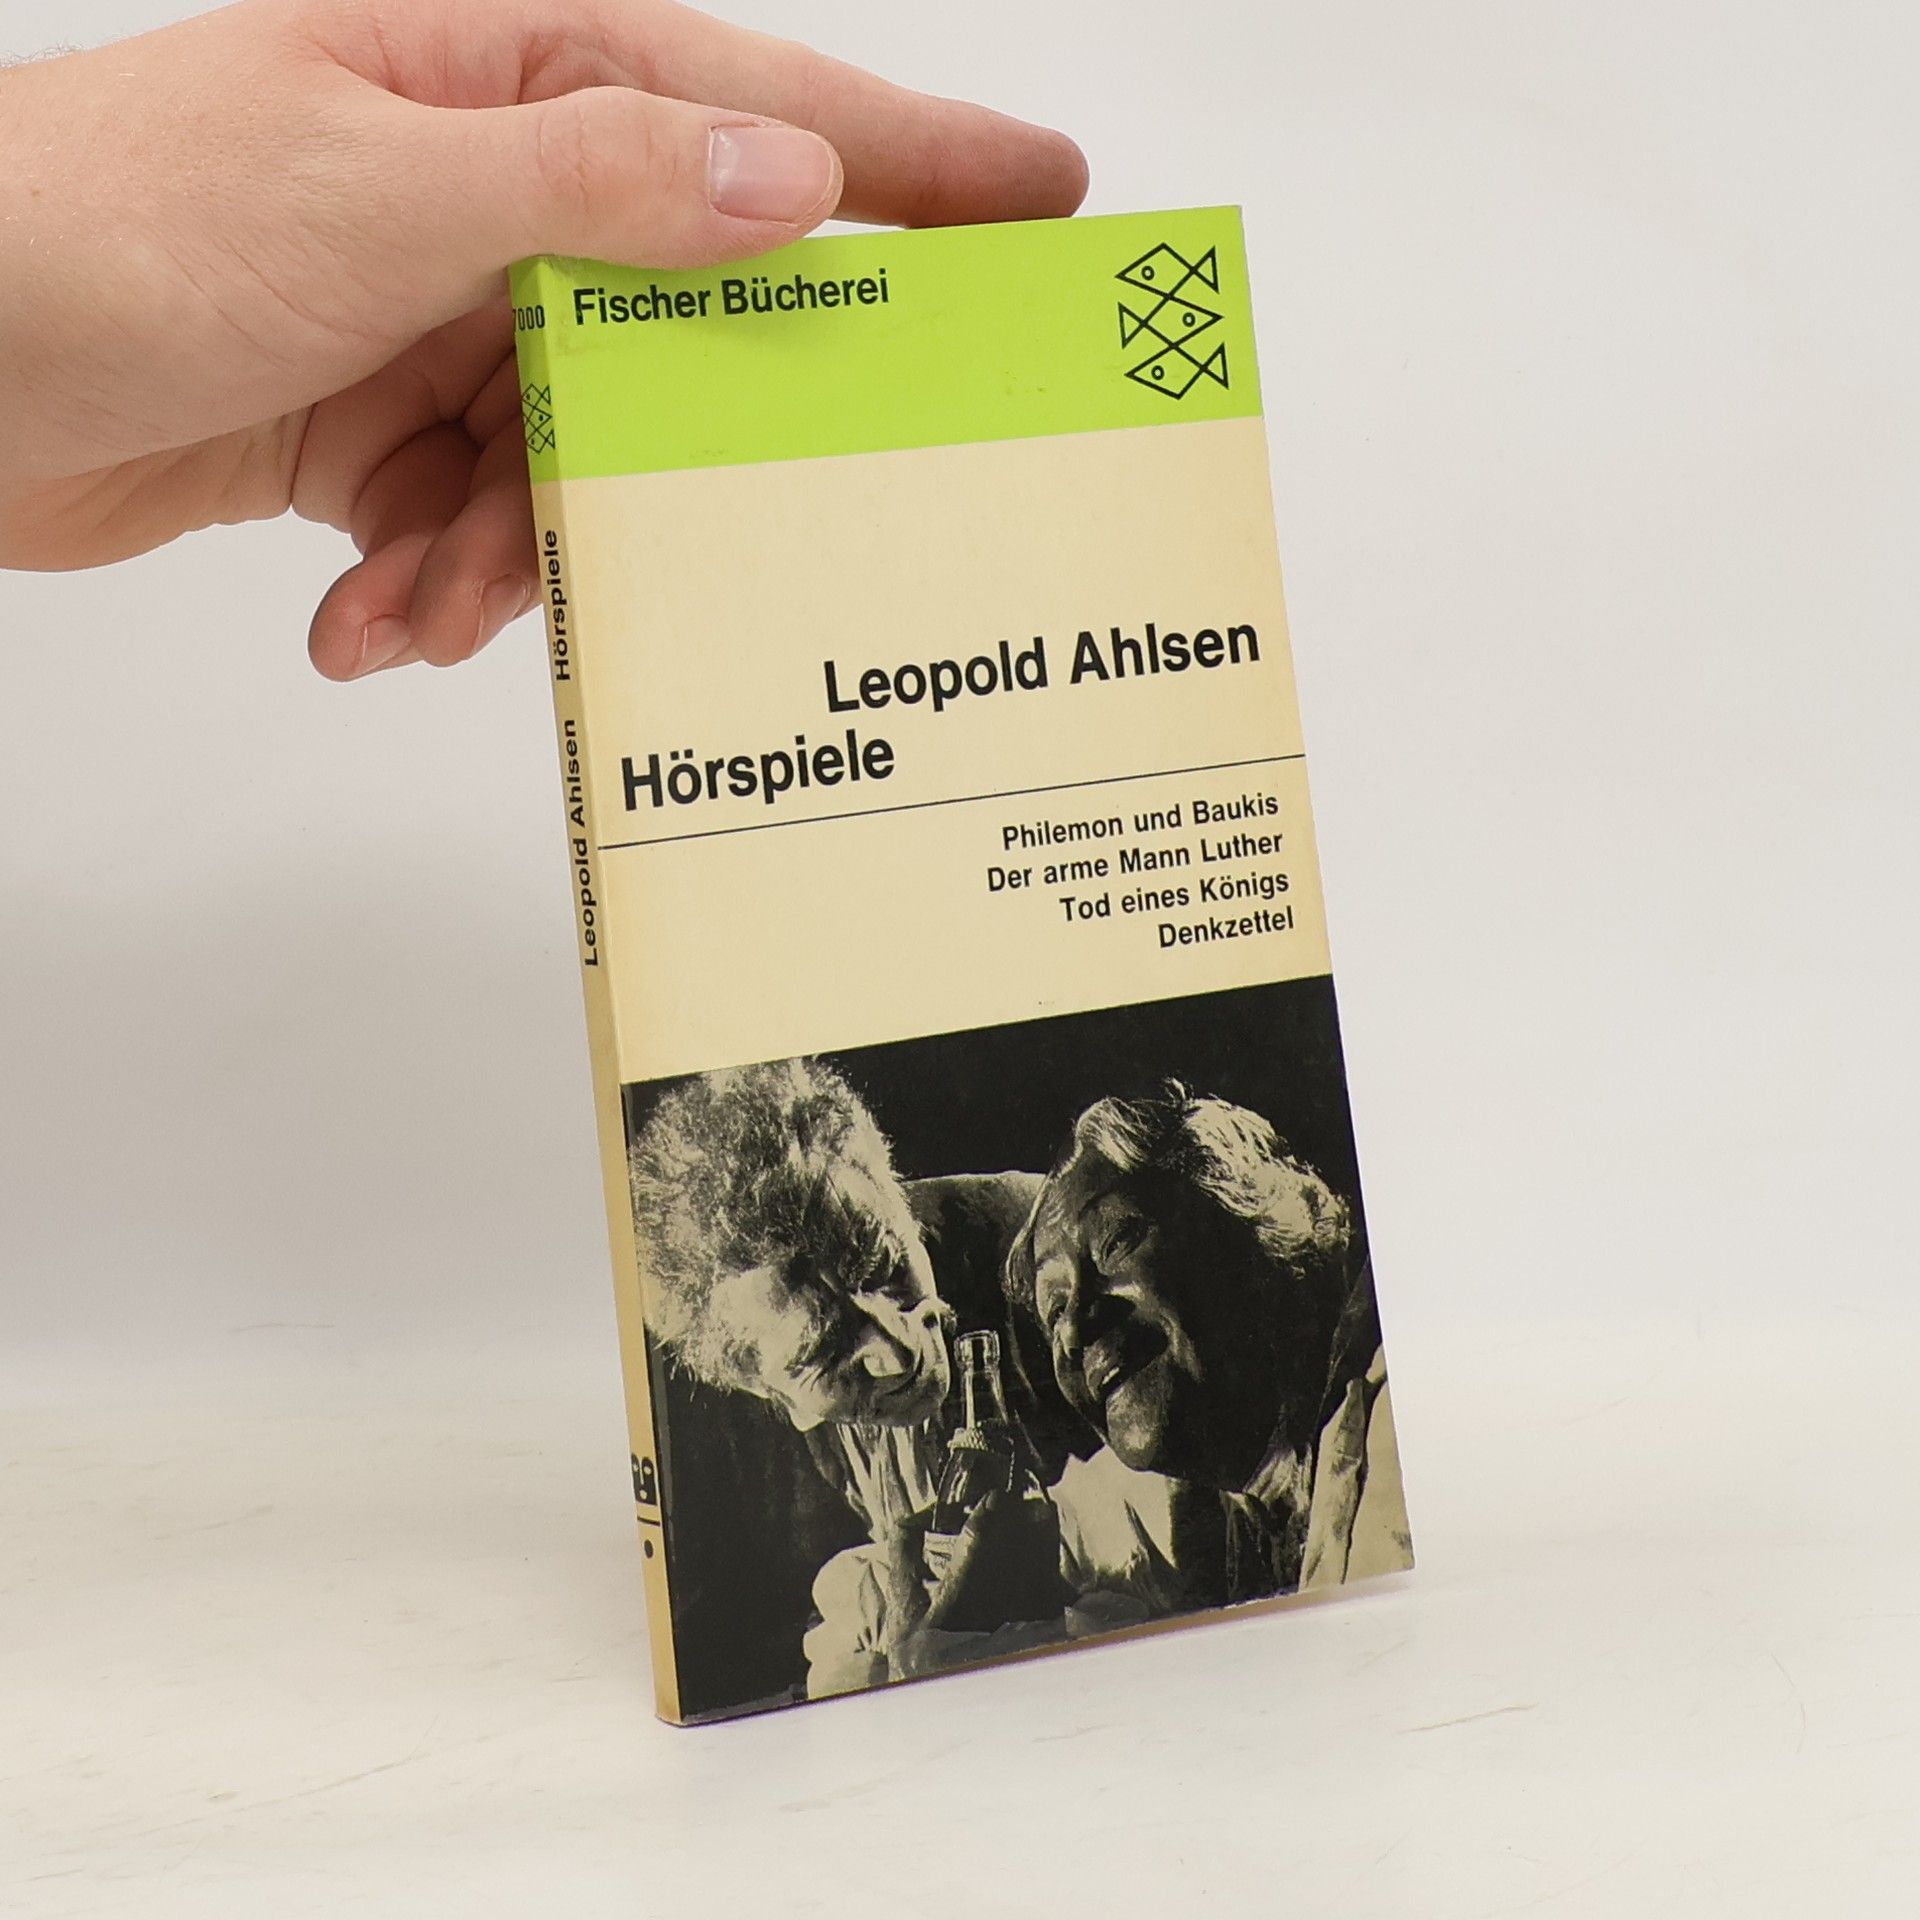 7000
Fischer Bücherei
Leopold Ahlsen
Hörspiele
Philemon und Baukis
Der arme Mann Luther
Tod eines Königs
Denkzettel
Leopold Ahlsen Hörspiele